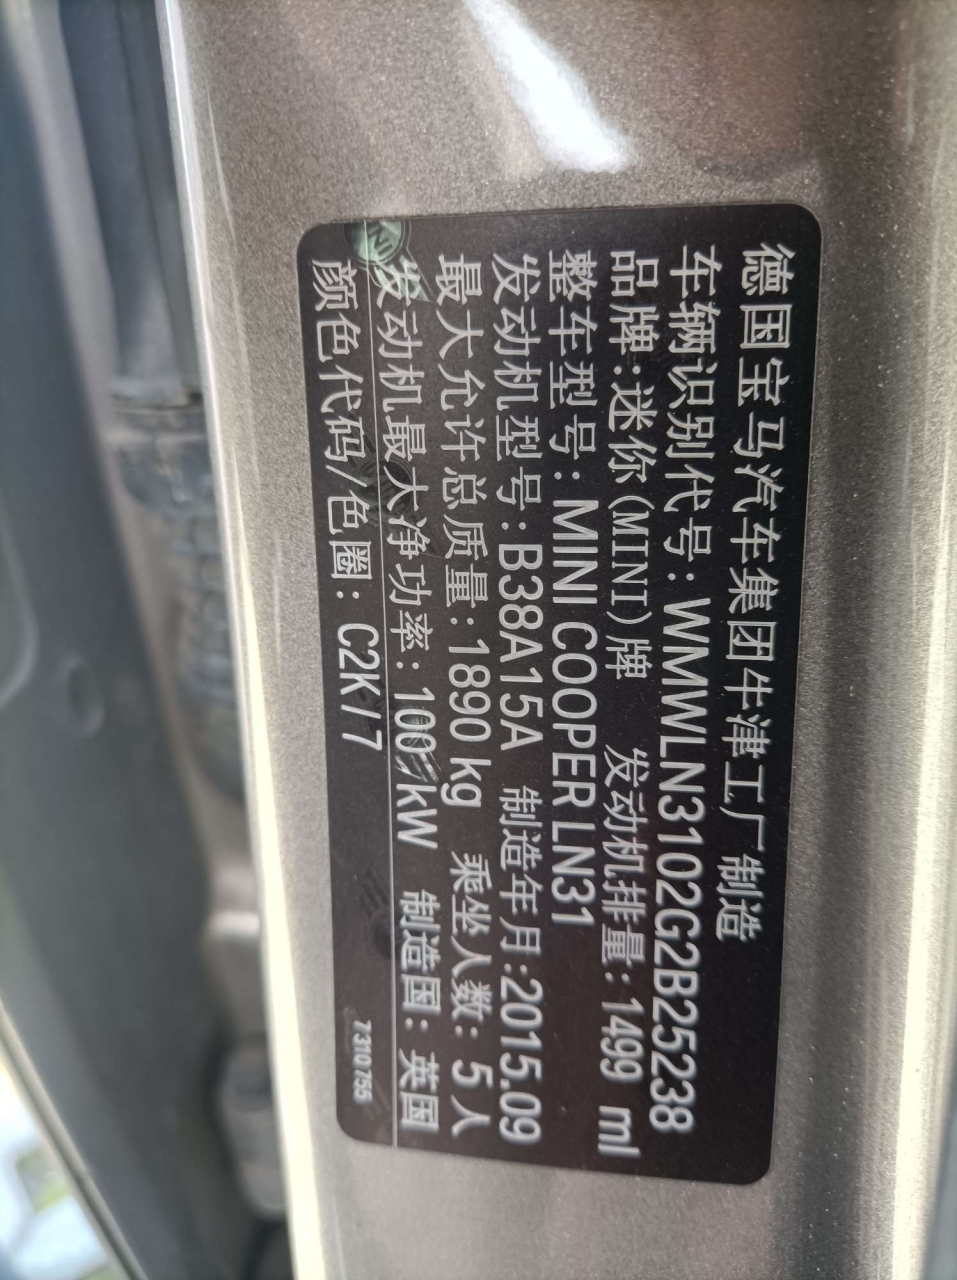 德国宝马汽车集团牛津工厂制造
车辆识别代号: WMWLN3102G2B25238
品牌:迷你(MINI)牌 发动机排量: 1499 ml
整车型号: MINI COOPER LN31
发动机型号: B38A15A 制造年月:2015.09
最大允许总质量: 1890 kg 乘坐人数: 5 人
发动机最大净功率: 100 kW 制造国: 英国
颜色代码/色圈: C2K/7
7310755